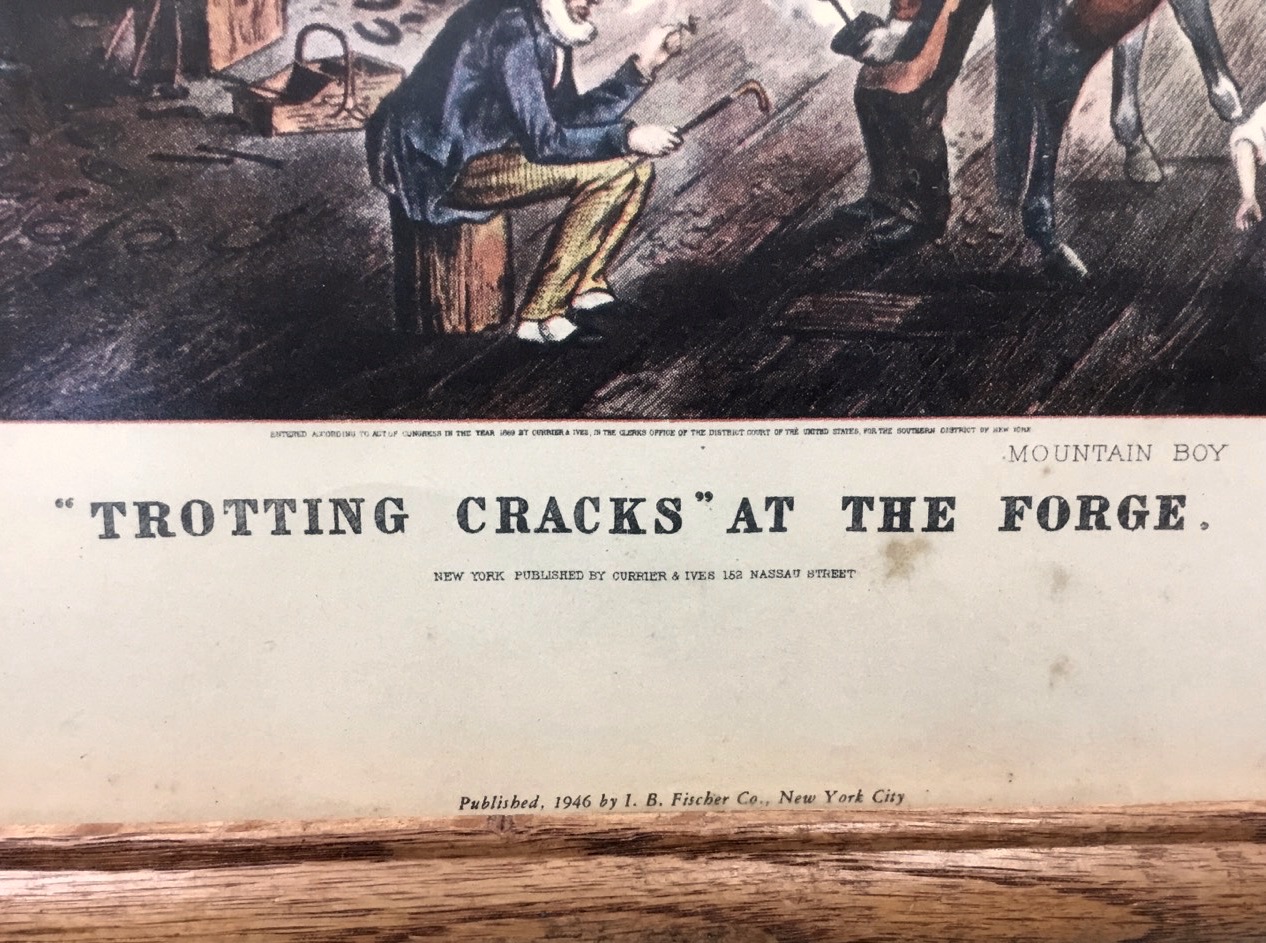 ENTERED ACCORDING TO ACT OF CONGRESS IN THE YEAR 1869 BY CURRIER & IVES, IN THE CLERKS OFFICE OF THE DISTRICT COURT OF THE UNITED STATES, FOR THE SOUTHERN DISTRICT OF NEW YORK
MOUNTAIN BOY
“TROTTING CRACKS” AT THE FORGE.
NEW YORK PUBLISHED BY CURRIER & IVES 152 NASSAU STREET
Published, 1946 by I. B. Fischer Co., New York City